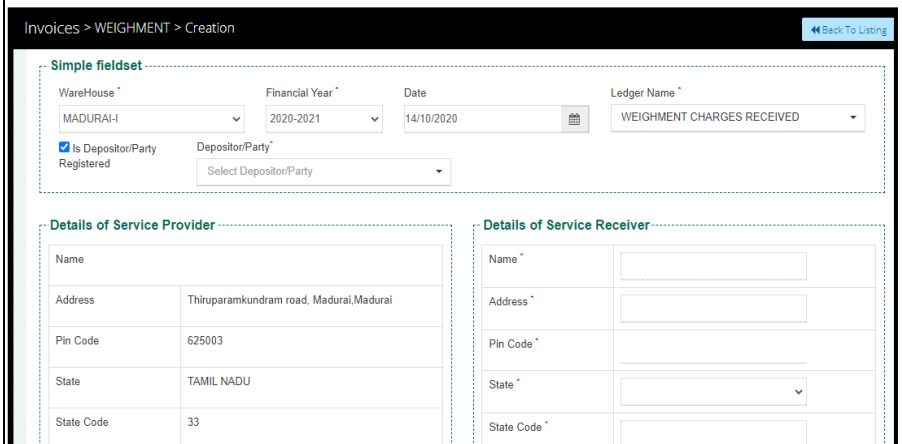 Invoices > WEIGHMENT > Creation
Back To Listing
Simple fieldset
WareHouse * Financial Year * Date Ledger Name *
MADURAI-I 2020-2021 14/10/2020 WEIGHMENT CHARGES RECEIVED
Is Depositor/Party Registered
Depositor/Party*
Select Depositor/Party
Details of Service Provider
Name
Address Thiruparamkundram road, Madurai,Madurai
Pin Code 625003
State TAMIL NADU
State Code 33
Details of Service Receiver
Name *
Address *
Pin Code *
State *
State Code *